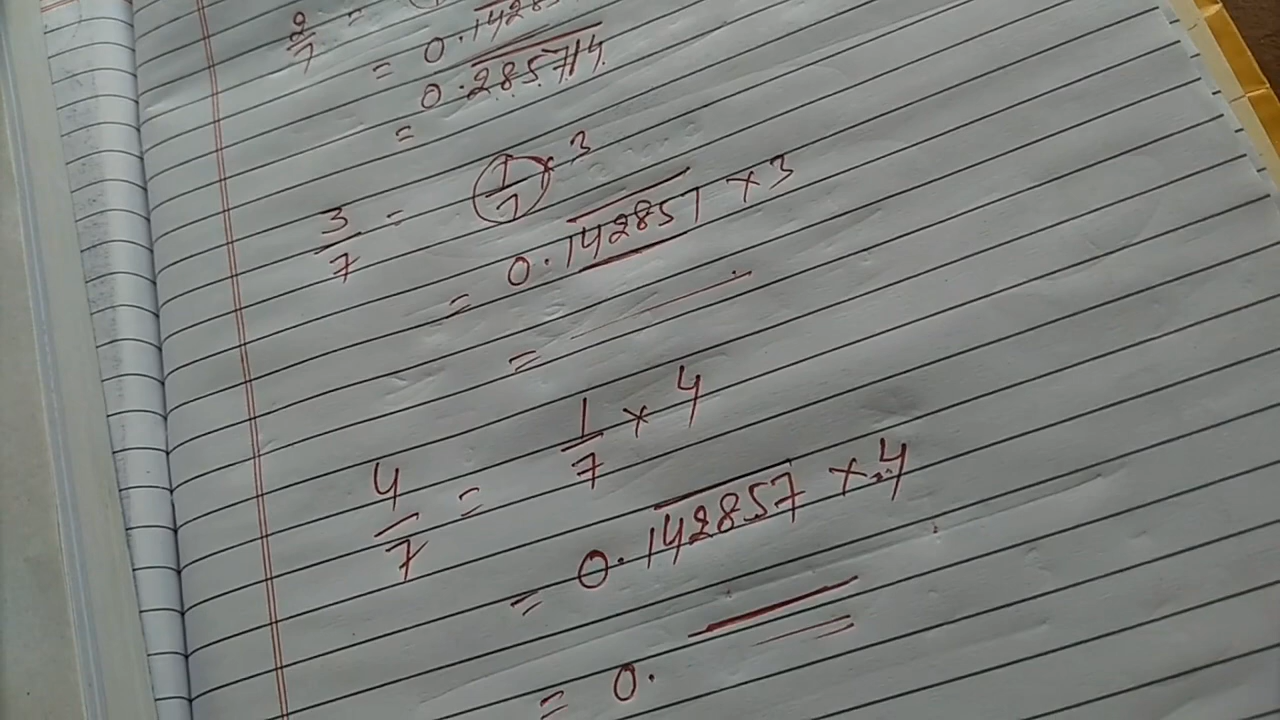 2/7 =
= 0.1428
= 0.285714
=
3/7 = 1/7 × 3
= 0.142857 × 3
=
4/7 = 1/7 × 4
= 0.142857 × 4
= 0.